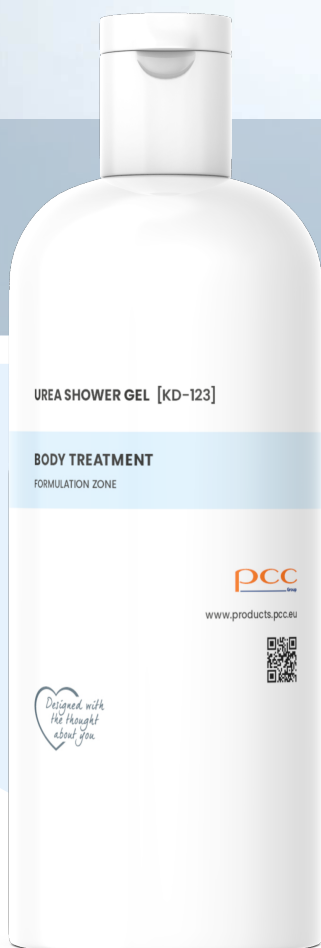 UREA SHOWER GEL [KD-123]
BODY TREATMENT
FORMULATION ZONE
pcc
Group
www.products.pcc.eu
Designed with
the thought
about you